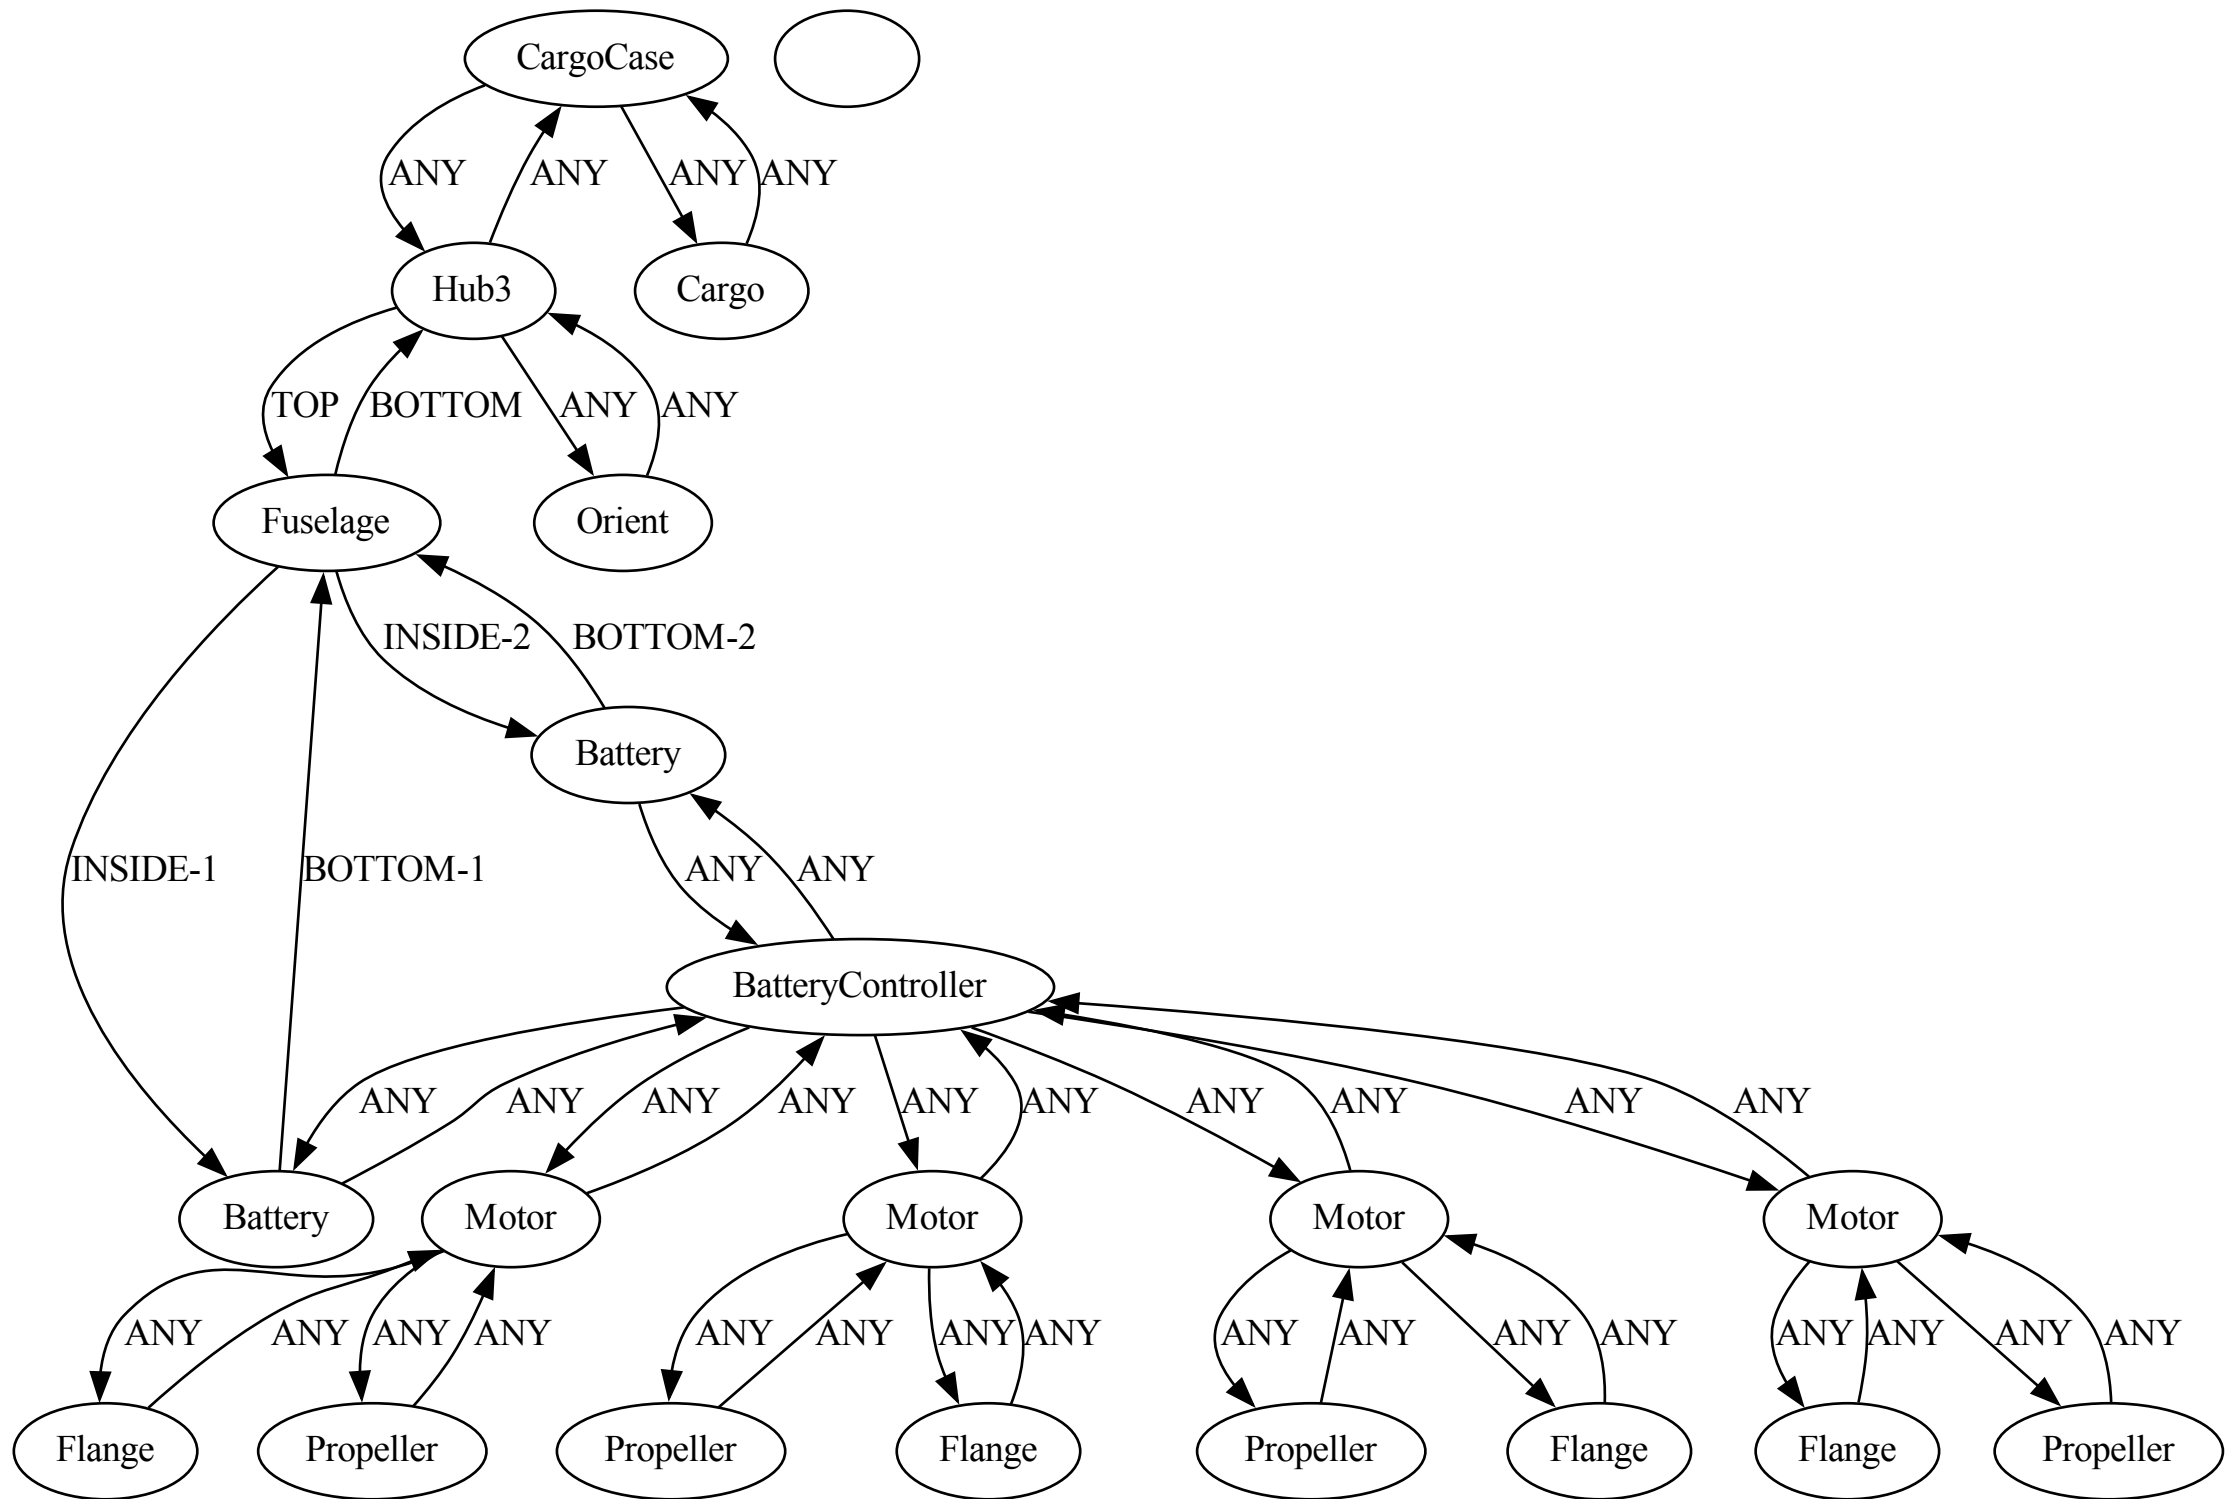 CargoCase
ANY ANY ANY ANY
Hub3 Cargo
TOP BOTTOM ANY ANY
Fuselage Orient
INSIDE-2 BOTTOM-2
Battery
INSIDE-1 BOTTOM-1 ANY ANY
BatteryController
ANY ANY ANY ANY ANY ANY ANY ANY ANY ANY
Battery Motor Motor Motor Motor
ANY ANY ANY ANY ANY ANY ANY ANY ANY ANY ANY ANY ANY ANY ANY ANY
Flange Propeller Propeller Flange Propeller Flange Flange Propeller